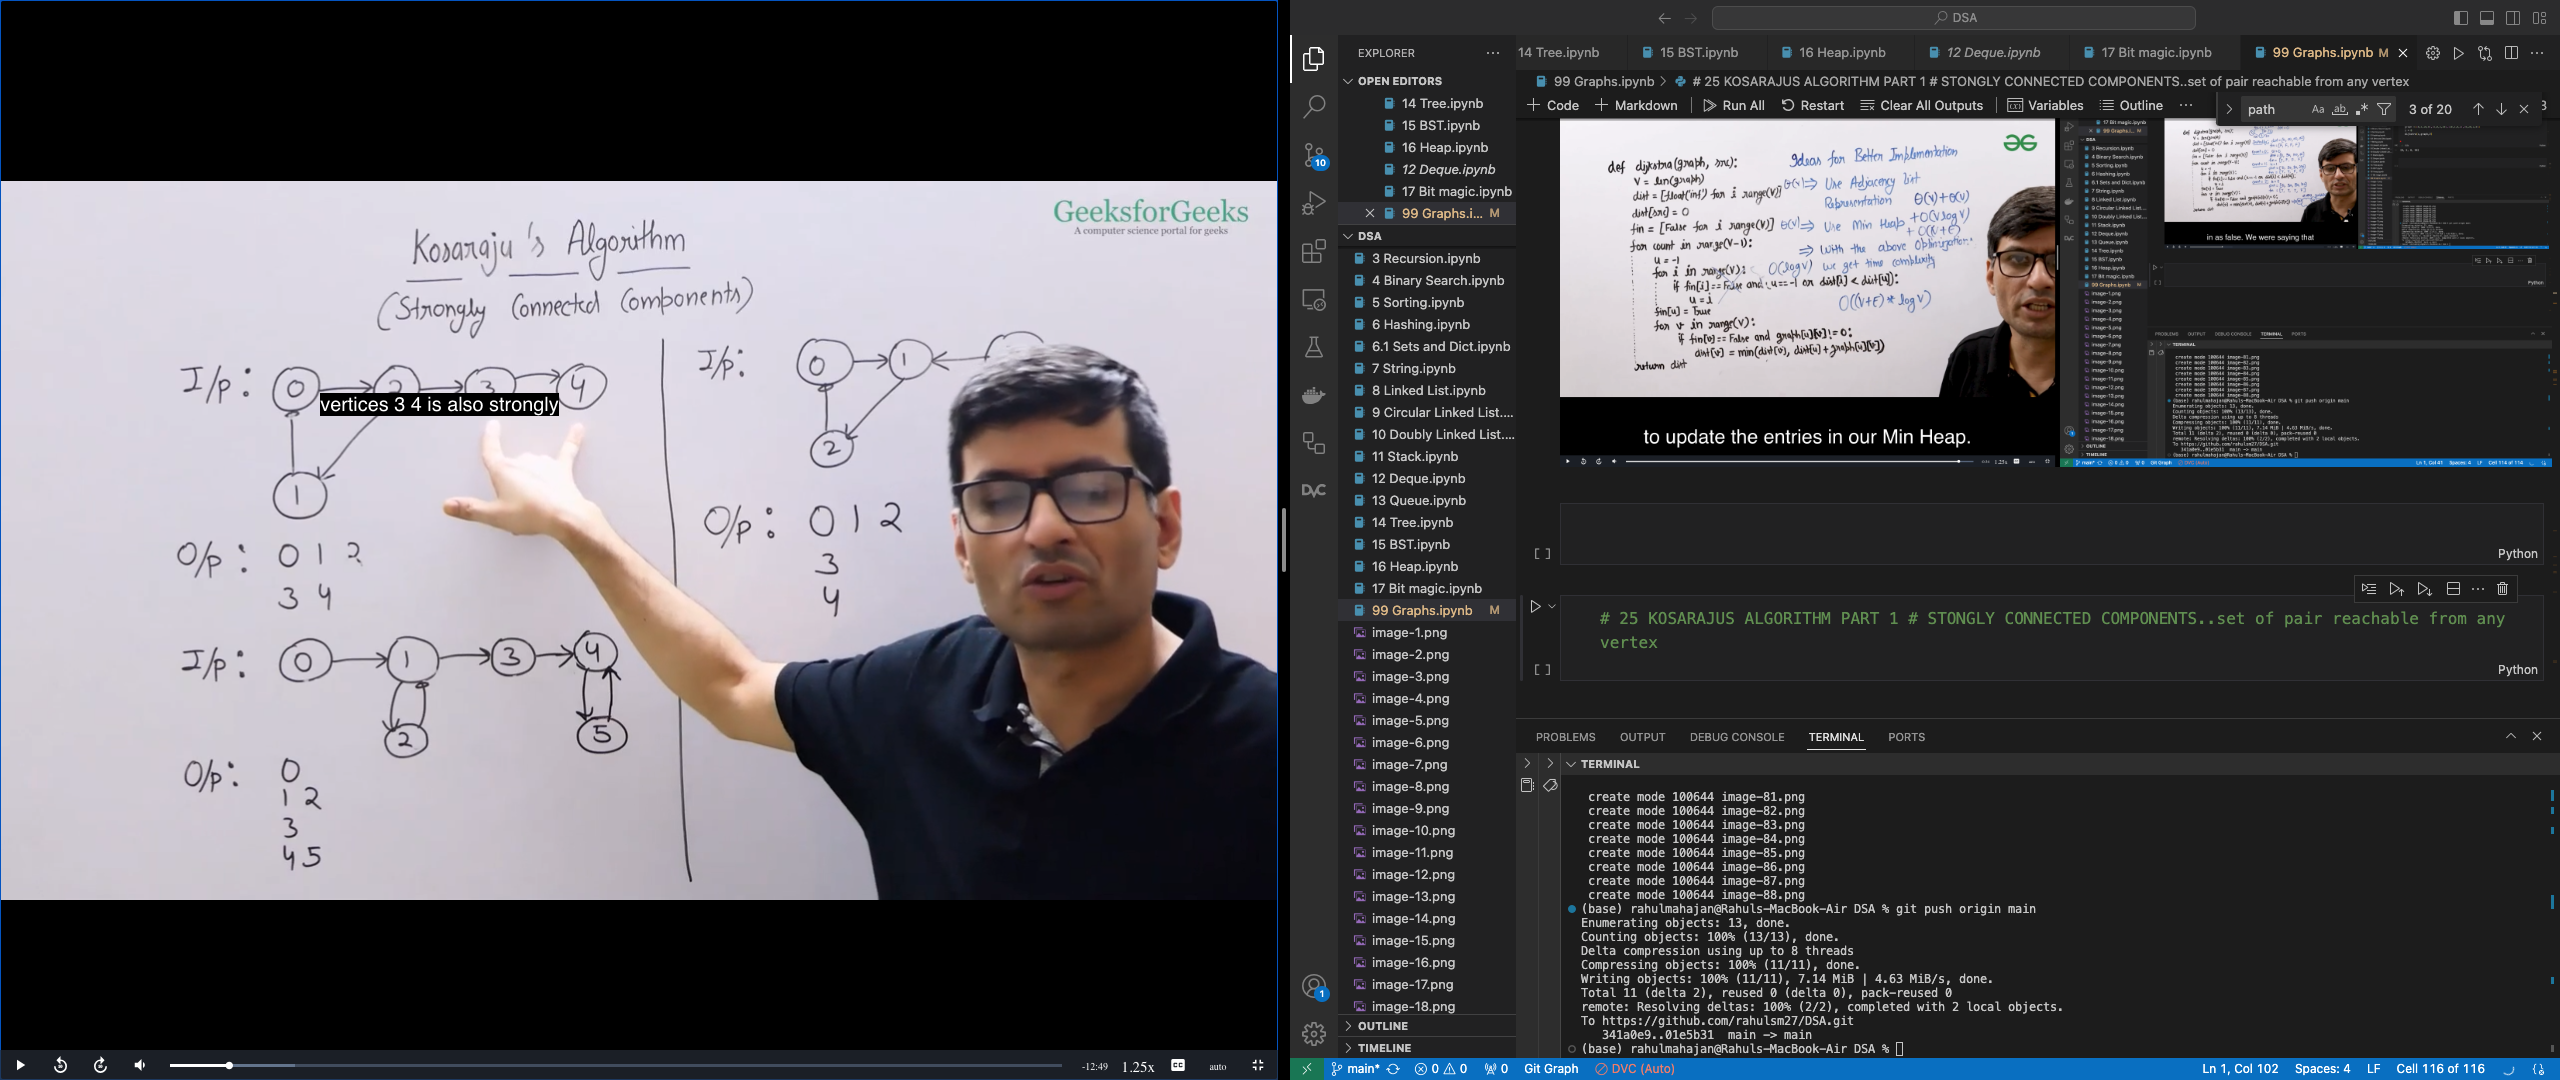 GeeksforGeeks
A computer science portal for geeks
Kosaraju's Algorithm
(Strongly Connected Components)
I/p: 0 2 3 4
vertices 3 4 is also strongly
1
O/p: 0 1 2
3 4
I/p: 0 1
2
O/p: 0 1 2
3
4
I/p: 0 1 3 4
2 5
O/p: 0
1 2
3
4 5
-12:49 1.25x CC auto
DSA
EXPLORER
OPEN EDITORS
14 Tree.ipynb
15 BST.ipynb
16 Heap.ipynb
12 Deque.ipynb
17 Bit magic.ipynb
99 Graphs.i... M
DSA
3 Recursion.ipynb
4 Binary Search.ipynb
5 Sorting.ipynb
6 Hashing.ipynb
6.1 Sets and Dict.ipynb
7 String.ipynb
8 Linked List.ipynb
9 Circular Linked List....
10 Doubly Linked List....
11 Stack.ipynb
12 Deque.ipynb
13 Queue.ipynb
14 Tree.ipynb
15 BST.ipynb
16 Heap.ipynb
17 Bit magic.ipynb
99 Graphs.ipynb M
image-1.png
image-2.png
image-3.png
image-4.png
image-5.png
image-6.png
image-7.png
image-8.png
image-9.png
image-10.png
image-11.png
image-12.png
image-13.png
image-14.png
image-15.png
image-16.png
image-17.png
image-18.png
OUTLINE
TIMELINE
10
DVC
1
14 Tree.ipynb 15 BST.ipynb 16 Heap.ipynb 12 Deque.ipynb 17 Bit magic.ipynb 99 Graphs.ipynb M
99 Graphs.ipynb > # 25 KOSARAJUS ALGORITHM PART 1 # STONGLY CONNECTED COMPONENTS..set of pair reachable from any vertex
Code Markdown Run All Restart Clear All Outputs Variables Outline
path Aa ab 3 of 20
def dijkstra(graph, src):
V = len(graph)
dist = [float('inf') for i range(V)]
dist[src] = 0
fin = [False for i range(V)]
for count in range(V-1):
u = -1
for i in range(V):
if fin[i]==False and (u==-1 or dist[i] < dist[u]):
u = i
fin[u] = True
for v in range(V):
if fin[v]==False and graph[u][v]!=0:
dist[v] = min(dist[v], dist[u]+graph[u][v])
return dist
Ideas for Better Implementation
⇒ Use Adjacency List
Representation
⇒ Use Min Heap
⇒ With the above optimization
we get time complexity
O((V+E)*logV)
to update the entries in our Min Heap.
in as false. We were saying that
[ ]
Python
# 25 KOSARAJUS ALGORITHM PART 1 # STONGLY CONNECTED COMPONENTS..set of pair reachable from any
vertex
[ ]
Python
PROBLEMS OUTPUT DEBUG CONSOLE TERMINAL PORTS
TERMINAL
create mode 100644 image-81.png
create mode 100644 image-82.png
create mode 100644 image-83.png
create mode 100644 image-84.png
create mode 100644 image-85.png
create mode 100644 image-86.png
create mode 100644 image-87.png
create mode 100644 image-88.png
(base) rahulmahajan@Rahuls-MacBook-Air DSA % git push origin main
Enumerating objects: 13, done.
Counting objects: 100% (13/13), done.
Delta compression using up to 8 threads
Compressing objects: 100% (11/11), done.
Writing objects: 100% (11/11), 7.14 MiB | 4.63 MiB/s, done.
Total 11 (delta 2), reused 0 (delta 0), pack-reused 0
remote: Resolving deltas: 100% (2/2), completed with 2 local objects.
To https://github.com/rahulsm27/DSA.git
341a0e9..01e5b31 main -> main
(base) rahulmahajan@Rahuls-MacBook-Air DSA %
main* 0 0 0 Git Graph DVC (Auto)
Ln 1, Col 102 Spaces: 4 LF Cell 116 of 116